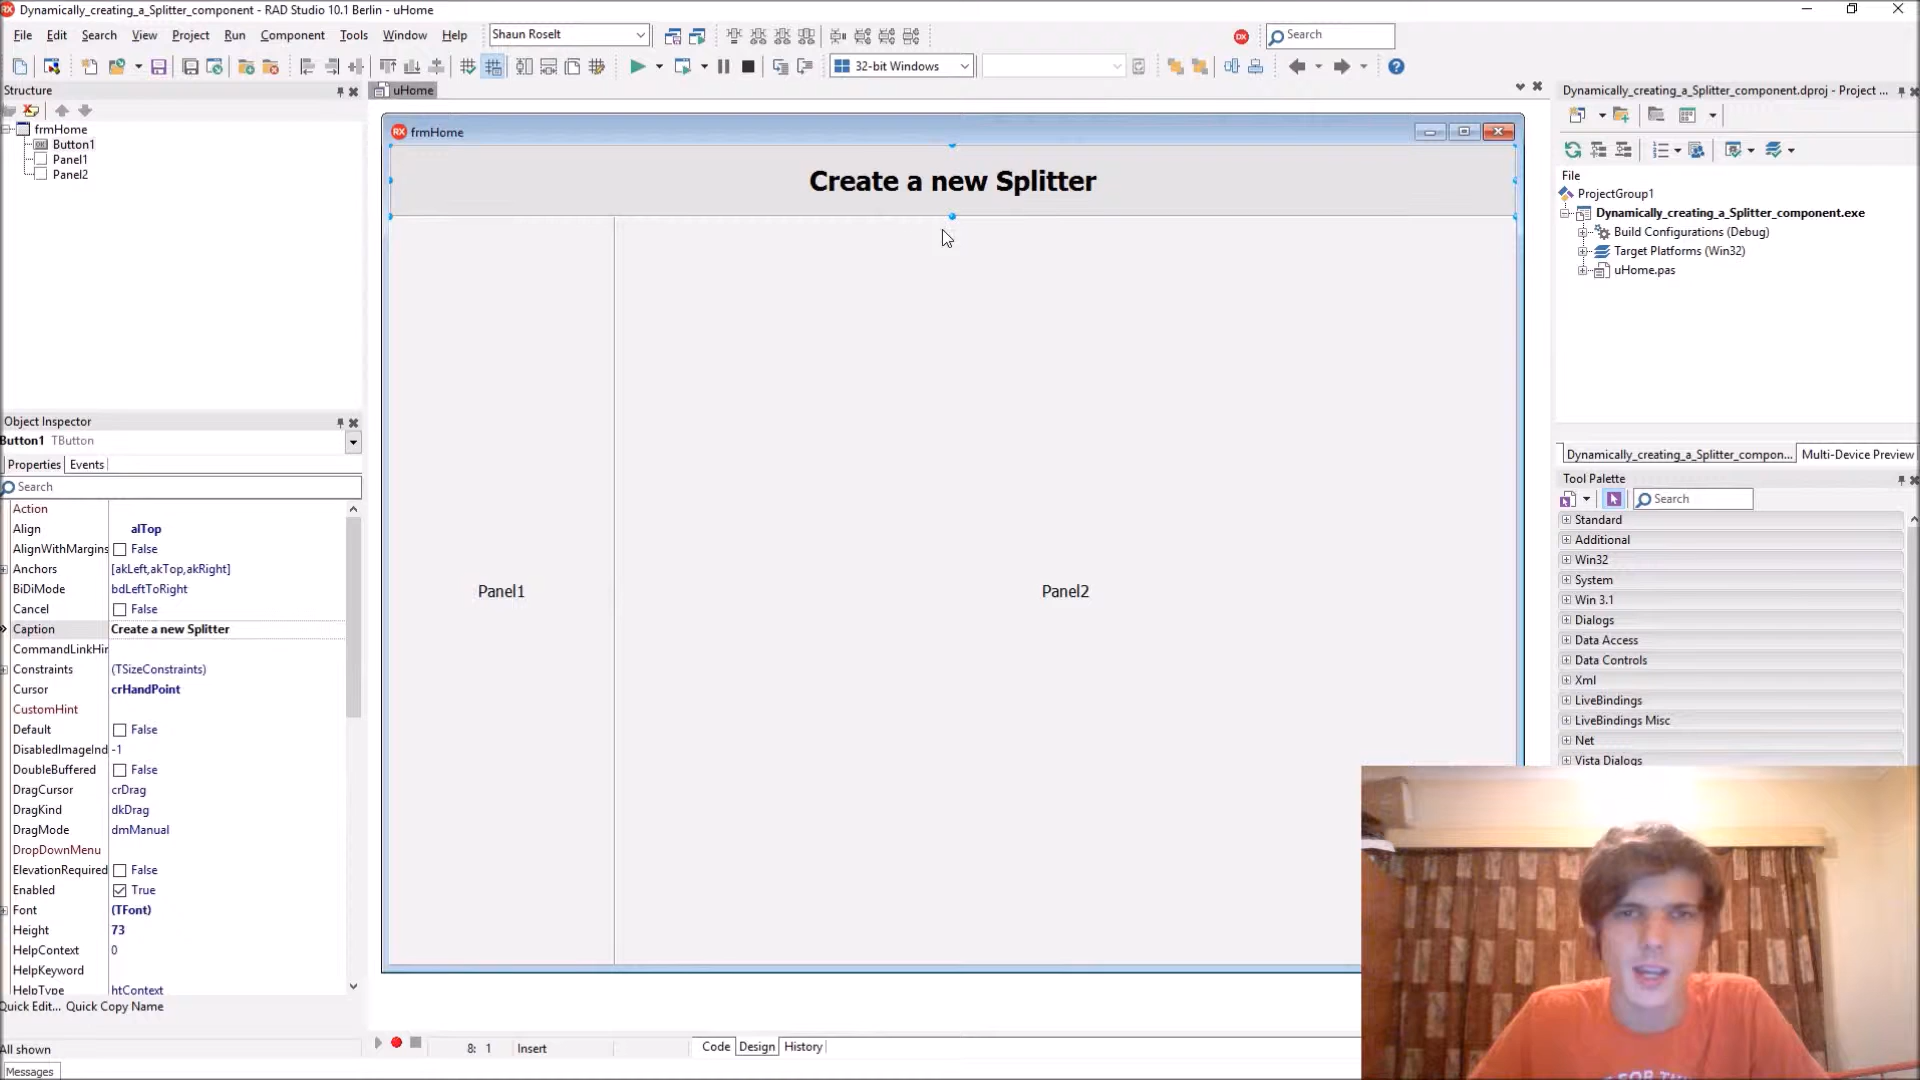 Dynamically_creating_a_Splitter_component - RAD Studio 10.1 Berlin - uHome
File Edit Search View Project Run Component Tools Window Help Shaun Roselt Search
32-bit Windows
Structure
frmHome
Button1
Panel1
Panel2
Object Inspector
Button1 TButton
Properties Events
Search
Action
Align alTop
AlignWithMargins False
Anchors [akLeft,akTop,akRight]
BiDiMode bdLeftToRight
Cancel False
Caption Create a new Splitter
CommandLinkHin
Constraints (TSizeConstraints)
Cursor crHandPoint
CustomHint
Default False
DisabledImageInd -1
DoubleBuffered False
DragCursor crDrag
DragKind dkDrag
DragMode dmManual
DropDownMenu
ElevationRequired False
Enabled True
Font (TFont)
Height 73
HelpContext 0
HelpKeyword
HelpType htContext
Quick Edit... Quick Copy Name
All shown
Messages
uHome
frmHome
Create a new Splitter
Panel1
Panel2
8: 1 Insert
Code Design History
Dynamically_creating_a_Splitter_component.dproj - Project ...
File
ProjectGroup1
Dynamically_creating_a_Splitter_component.exe
Build Configurations (Debug)
Target Platforms (Win32)
uHome.pas
Dynamically_creating_a_Splitter_compon... Multi-Device Preview
Tool Palette
Search
Standard
Additional
Win32
System
Win 3.1
Dialogs
Data Access
Data Controls
Xml
LiveBindings
LiveBindings Misc
Net
Vista Dialogs